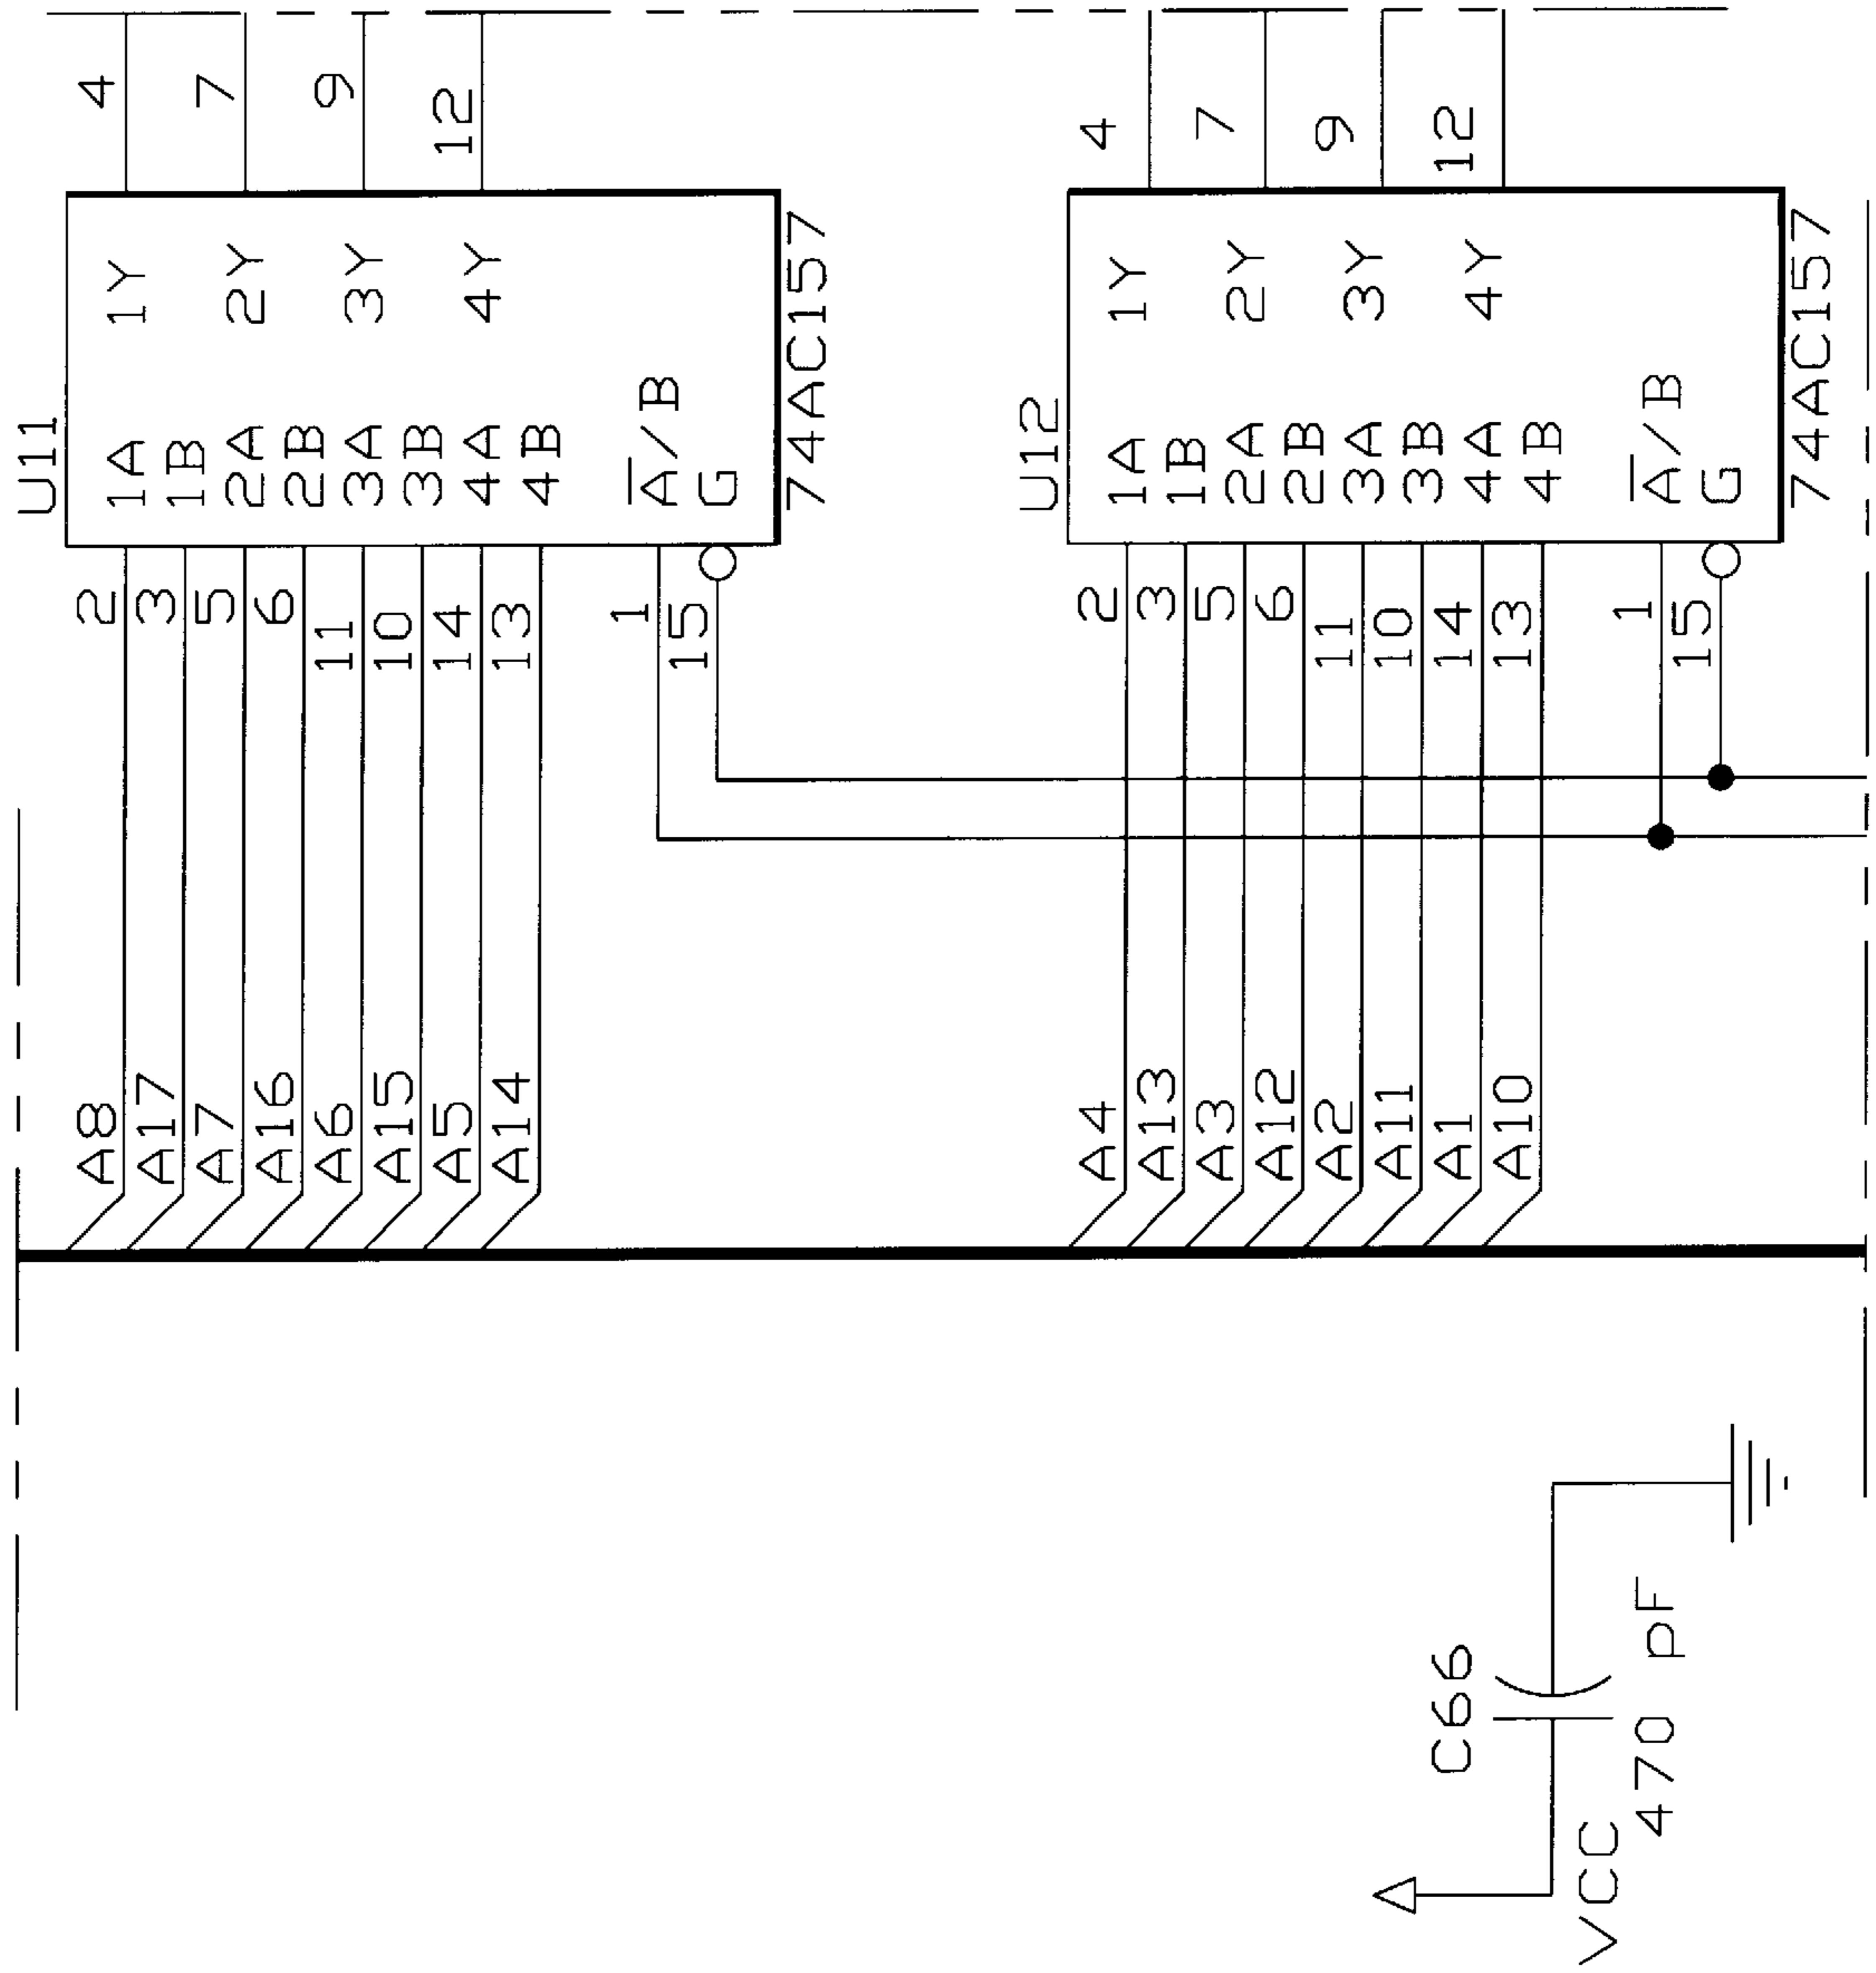 U11
A8 2 1A 1Y 4
A17 3 1B
A7 5 2A 2Y 7
A16 6 2B
A6 11 3A 3Y 9
A15 10 3B
A5 14 4A 4Y 12
A14 13 4B
1 A̅/B
15 G
74AC157
U12
A4 2 1A 1Y 4
A13 3 1B
A3 5 2A 2Y 7
A12 6 2B
A2 11 3A 3Y 9
A11 10 3B
A1 14 4A 4Y 12
A10 13 4B
1 A̅/B
15 G
74AC157
C66
VCC
470 pF